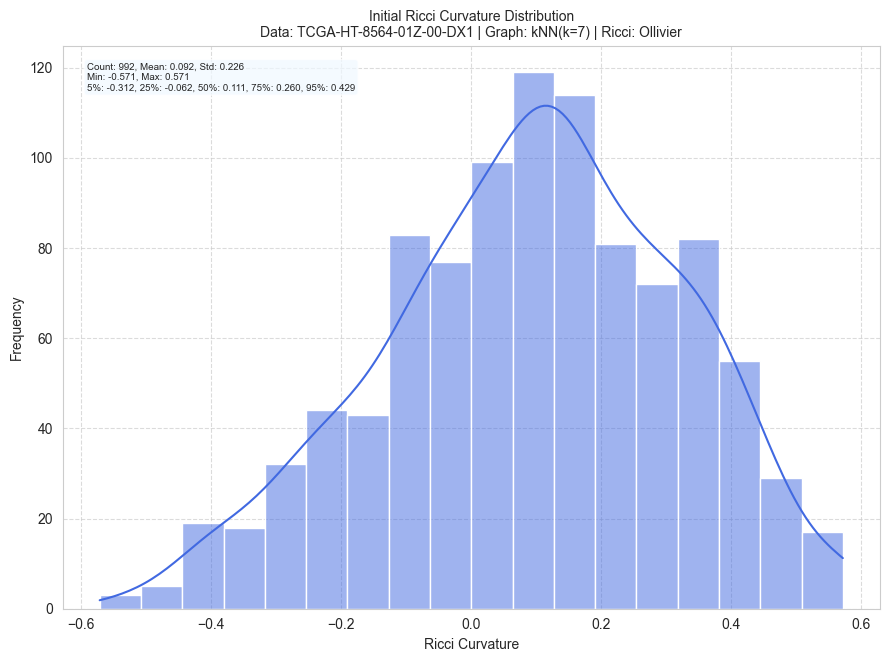 Initial Ricci Curvature Distribution
Data: TCGA-HT-8564-01Z-00-DX1 | Graph: kNN(k=7) | Ricci: Ollivier
Count: 992, Mean: 0.092, Std: 0.226
Min: -0.571, Max: 0.571
5%: -0.312, 25%: -0.062, 50%: 0.111, 75%: 0.260, 95%: 0.429
120
100
80
60
40
20
0
Frequency
−0.6 −0.4 −0.2 0.0 0.2 0.4 0.6
Ricci Curvature